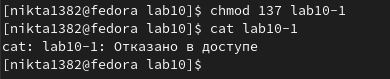 [nikta1382@fedora lab10]$ chmod 137 lab10-1
[nikta1382@fedora lab10]$ cat lab10-1
cat: lab10-1: Отказано в доступе
[nikta1382@fedora lab10]$